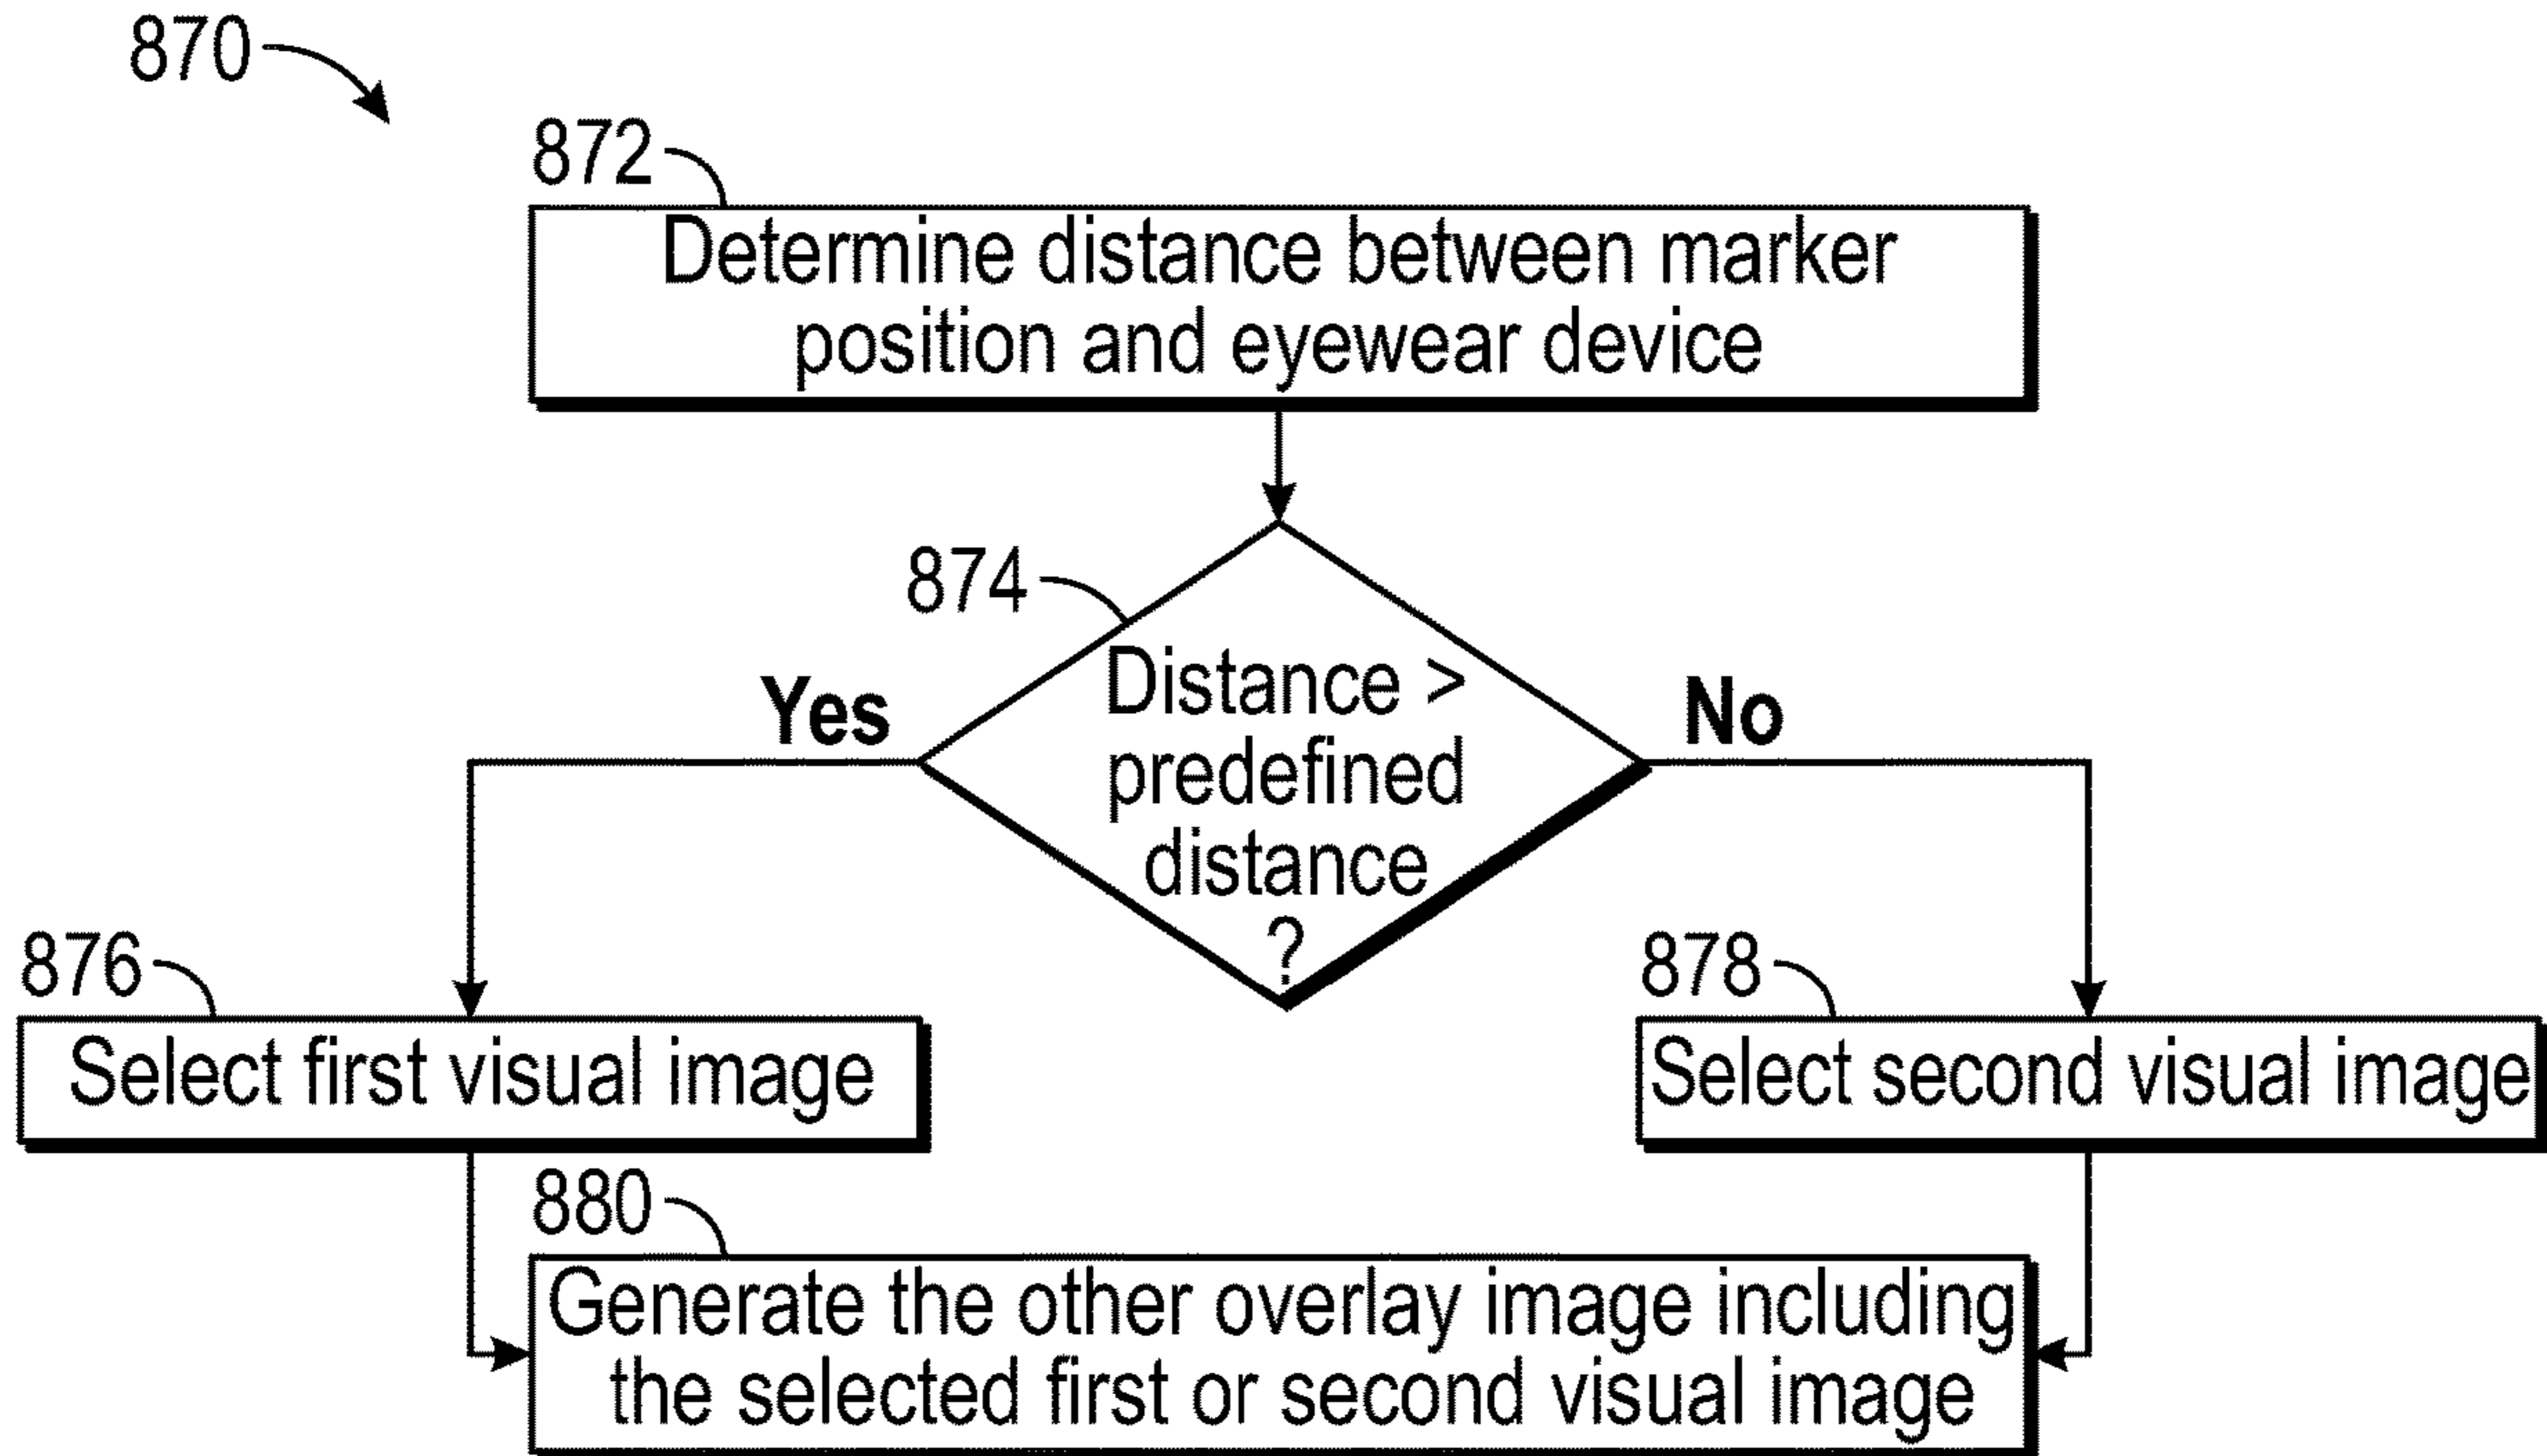 870
872
Determine distance between marker
position and eyewear device
874
Distance >
predefined
distance
?
Yes
No
876
Select first visual image
878
Select second visual image
880
Generate the other overlay image including
the selected first or second visual image